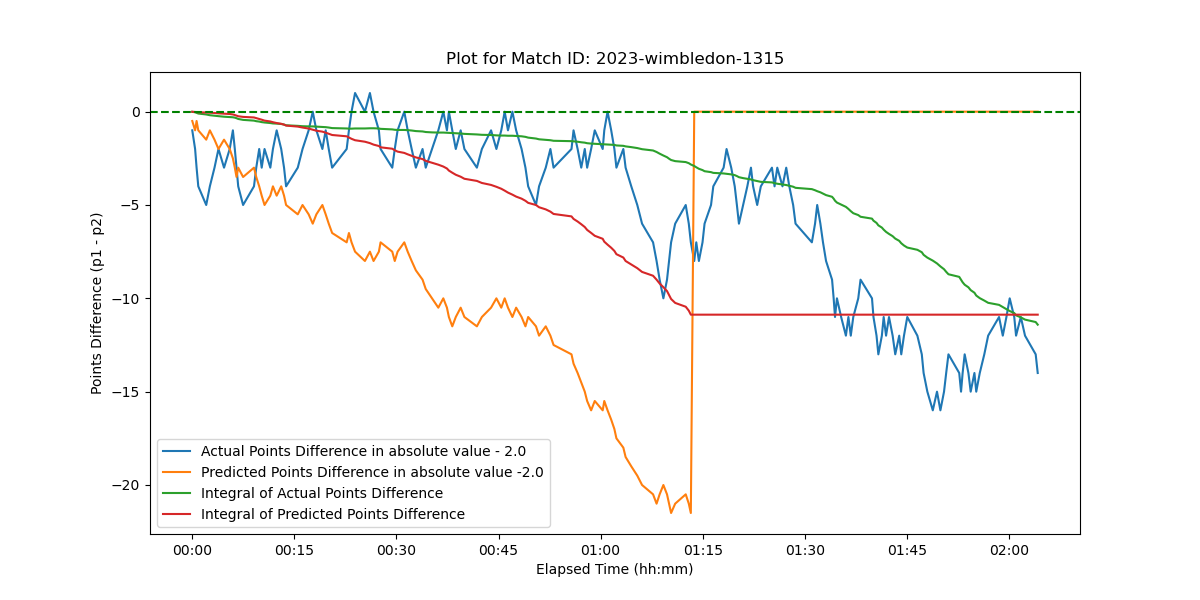 Plot for Match ID: 2023-wimbledon-1315
Points Difference (p1 - p2)
0
−5
−10
−15
−20
Actual Points Difference in absolute value - 2.0
Predicted Points Difference in absolute value -2.0
Integral of Actual Points Difference
Integral of Predicted Points Difference
00:00 00:15 00:30 00:45 01:00 01:15 01:30 01:45 02:00
Elapsed Time (hh:mm)